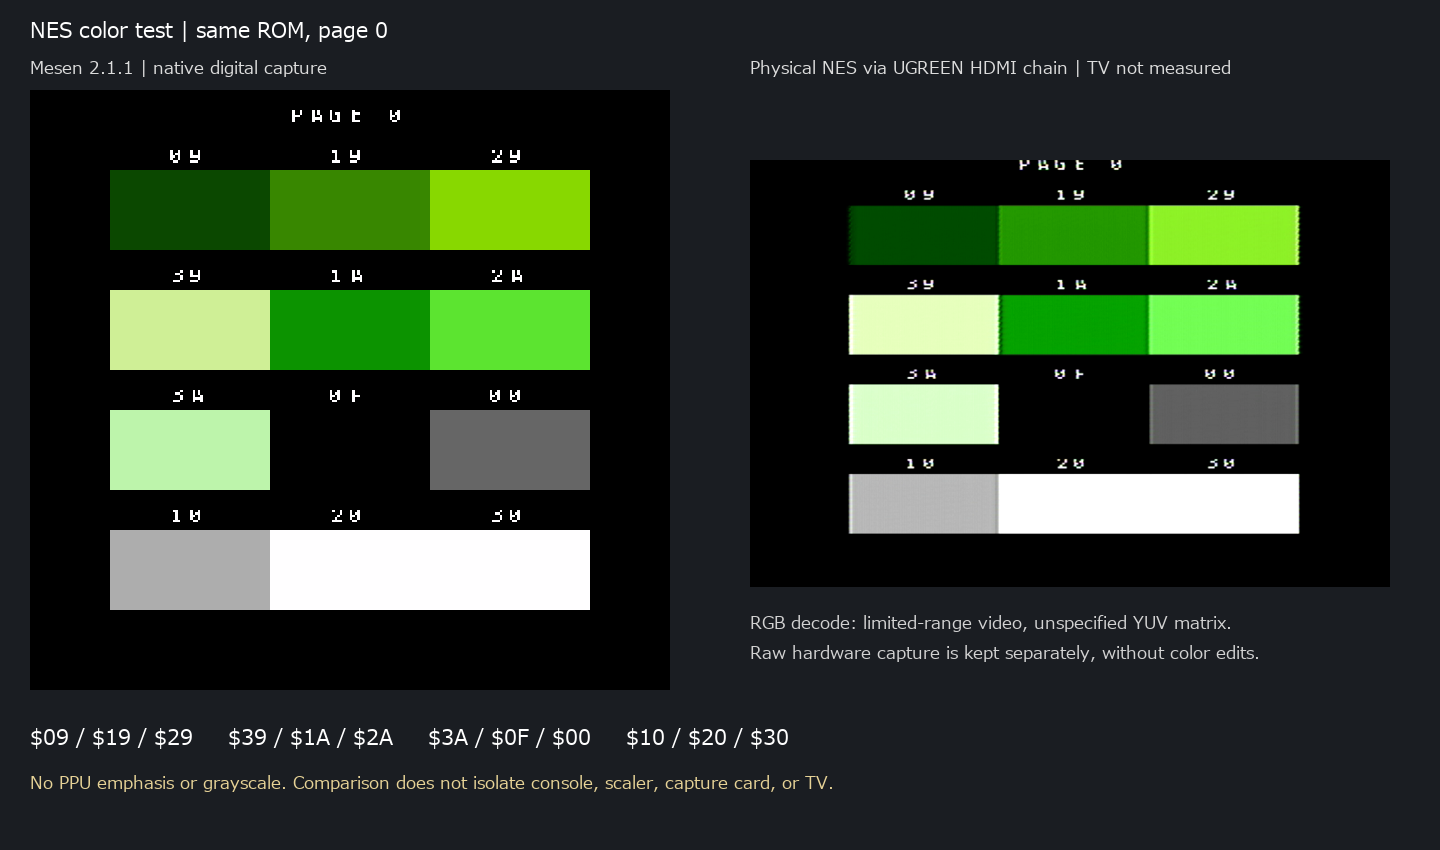 NES color test | same ROM, page 0
Mesen 2.1.1 | native digital capture
PAGE 0
09 19 29
39 1A 2A
3A 0F 00
10 20 30
Physical NES via UGREEN HDMI chain | TV not measured
PAGE 0
09 19 29
39 1A 2A
3A 0F 00
10 20 30
RGB decode: limited-range video, unspecified YUV matrix.
Raw hardware capture is kept separately, without color edits.
$09 / $19 / $29 $39 / $1A / $2A $3A / $0F / $00 $10 / $20 / $30
No PPU emphasis or grayscale. Comparison does not isolate console, scaler, capture card, or TV.